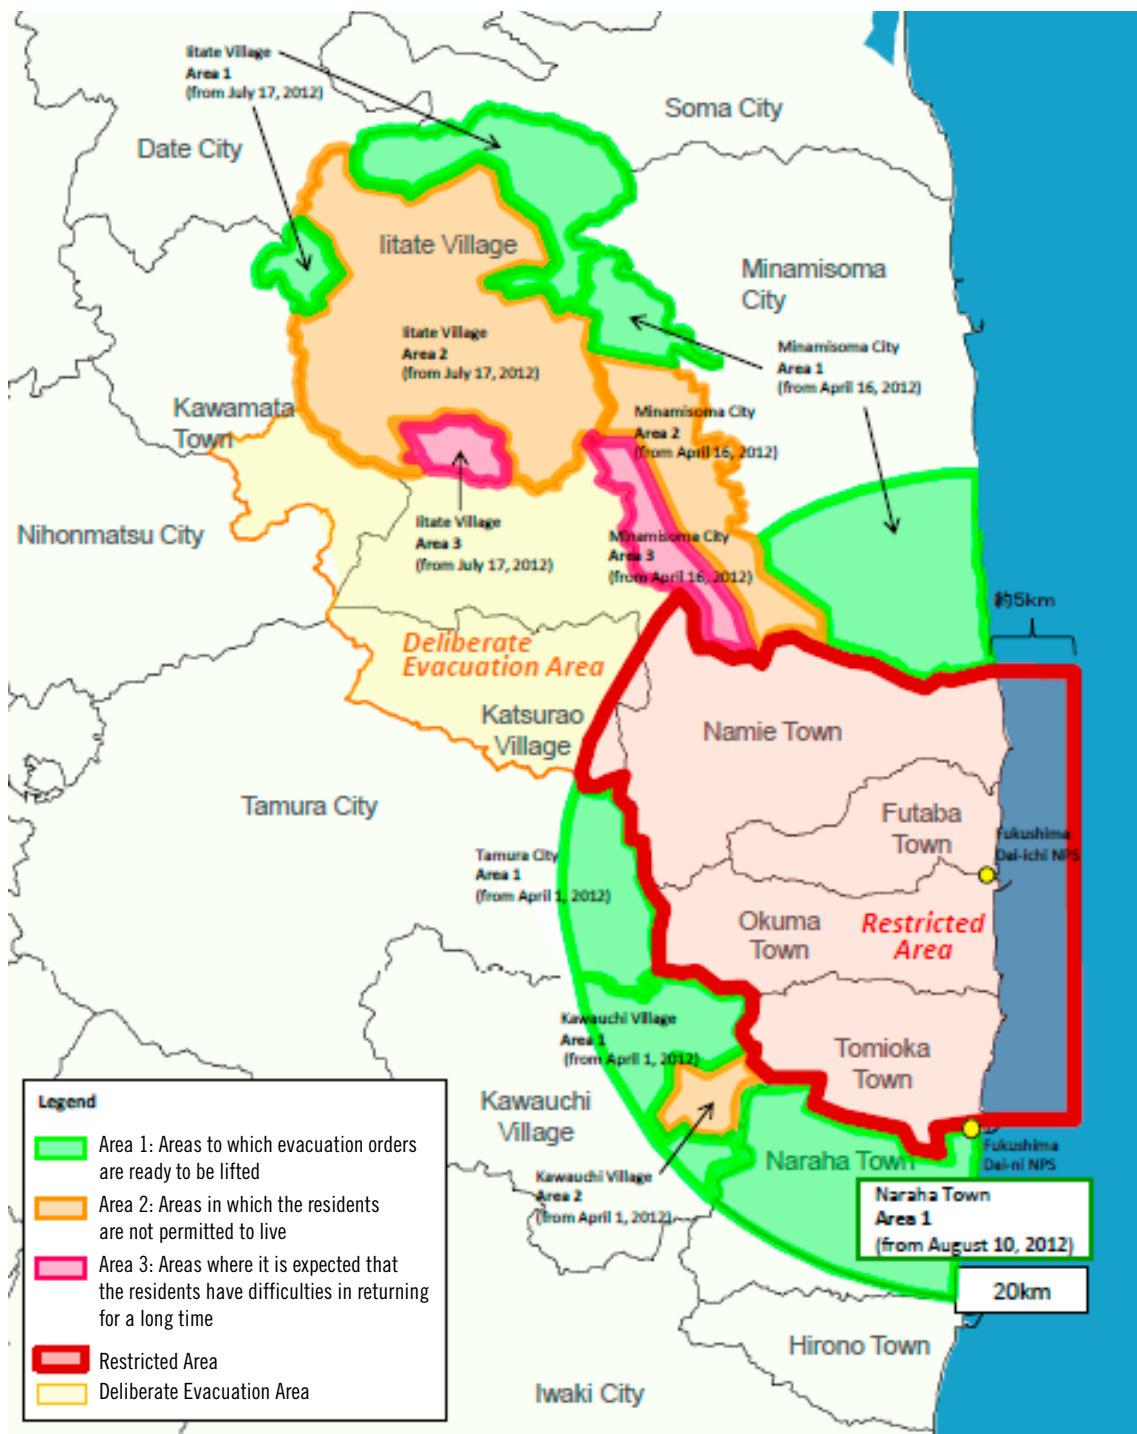 Iitate Village
Area 1
(from July 17, 2012)
Soma City
Date City
Iitate Village
Minamisoma
City
Iitate Village
Area 2
(from July 17, 2012)
Minamisoma City
Area 1
(from April 16, 2012)
Kawamata
Town
Minamisoma City
Area 2
(from April 16, 2012)
Nihonmatsu City
Iitate Village
Area 3
(from July 17, 2012)
Minamisoma City
Area 3
(from April 16, 2012)
約5km
Deliberate
Evacuation Area
Katsurao
Village
Namie Town
Tamura City
Futaba
Town
Fukushima
Dai-ichi NPS
Tamura City
Area 1
(from April 1, 2012)
Okuma
Town
Restricted
Area
Kawauchi Village
Area 1
(from April 1, 2012)
Tomioka
Town
Kawauchi
Village
Naraha Town
Fukushima
Dai-ni NPS
Kawauchi Village
Area 2
(from April 1, 2012)
Naraha Town
Area 1
(from August 10, 2012)
20km
Hirono Town
Iwaki City
Legend
Area 1: Areas to which evacuation orders
are ready to be lifted
Area 2: Areas in which the residents
are not permitted to live
Area 3: Areas where it is expected that
the residents have difficulties in returning
for a long time
Restricted Area
Deliberate Evacuation Area